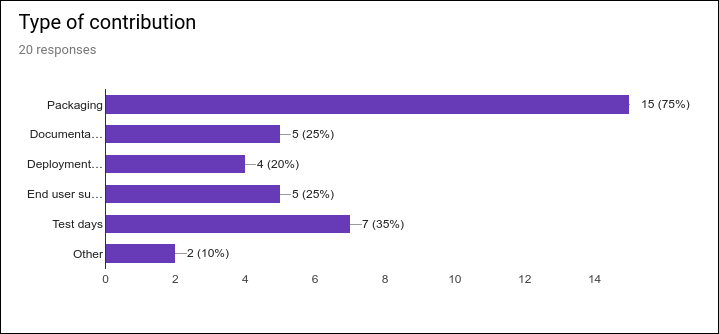 Type of contribution
20 responses
Packaging 15 (75%)
Documenta… 5 (25%)
Deployment… 4 (20%)
End user su… 5 (25%)
Test days 7 (35%)
Other 2 (10%)
0 2 4 6 8 10 12 14